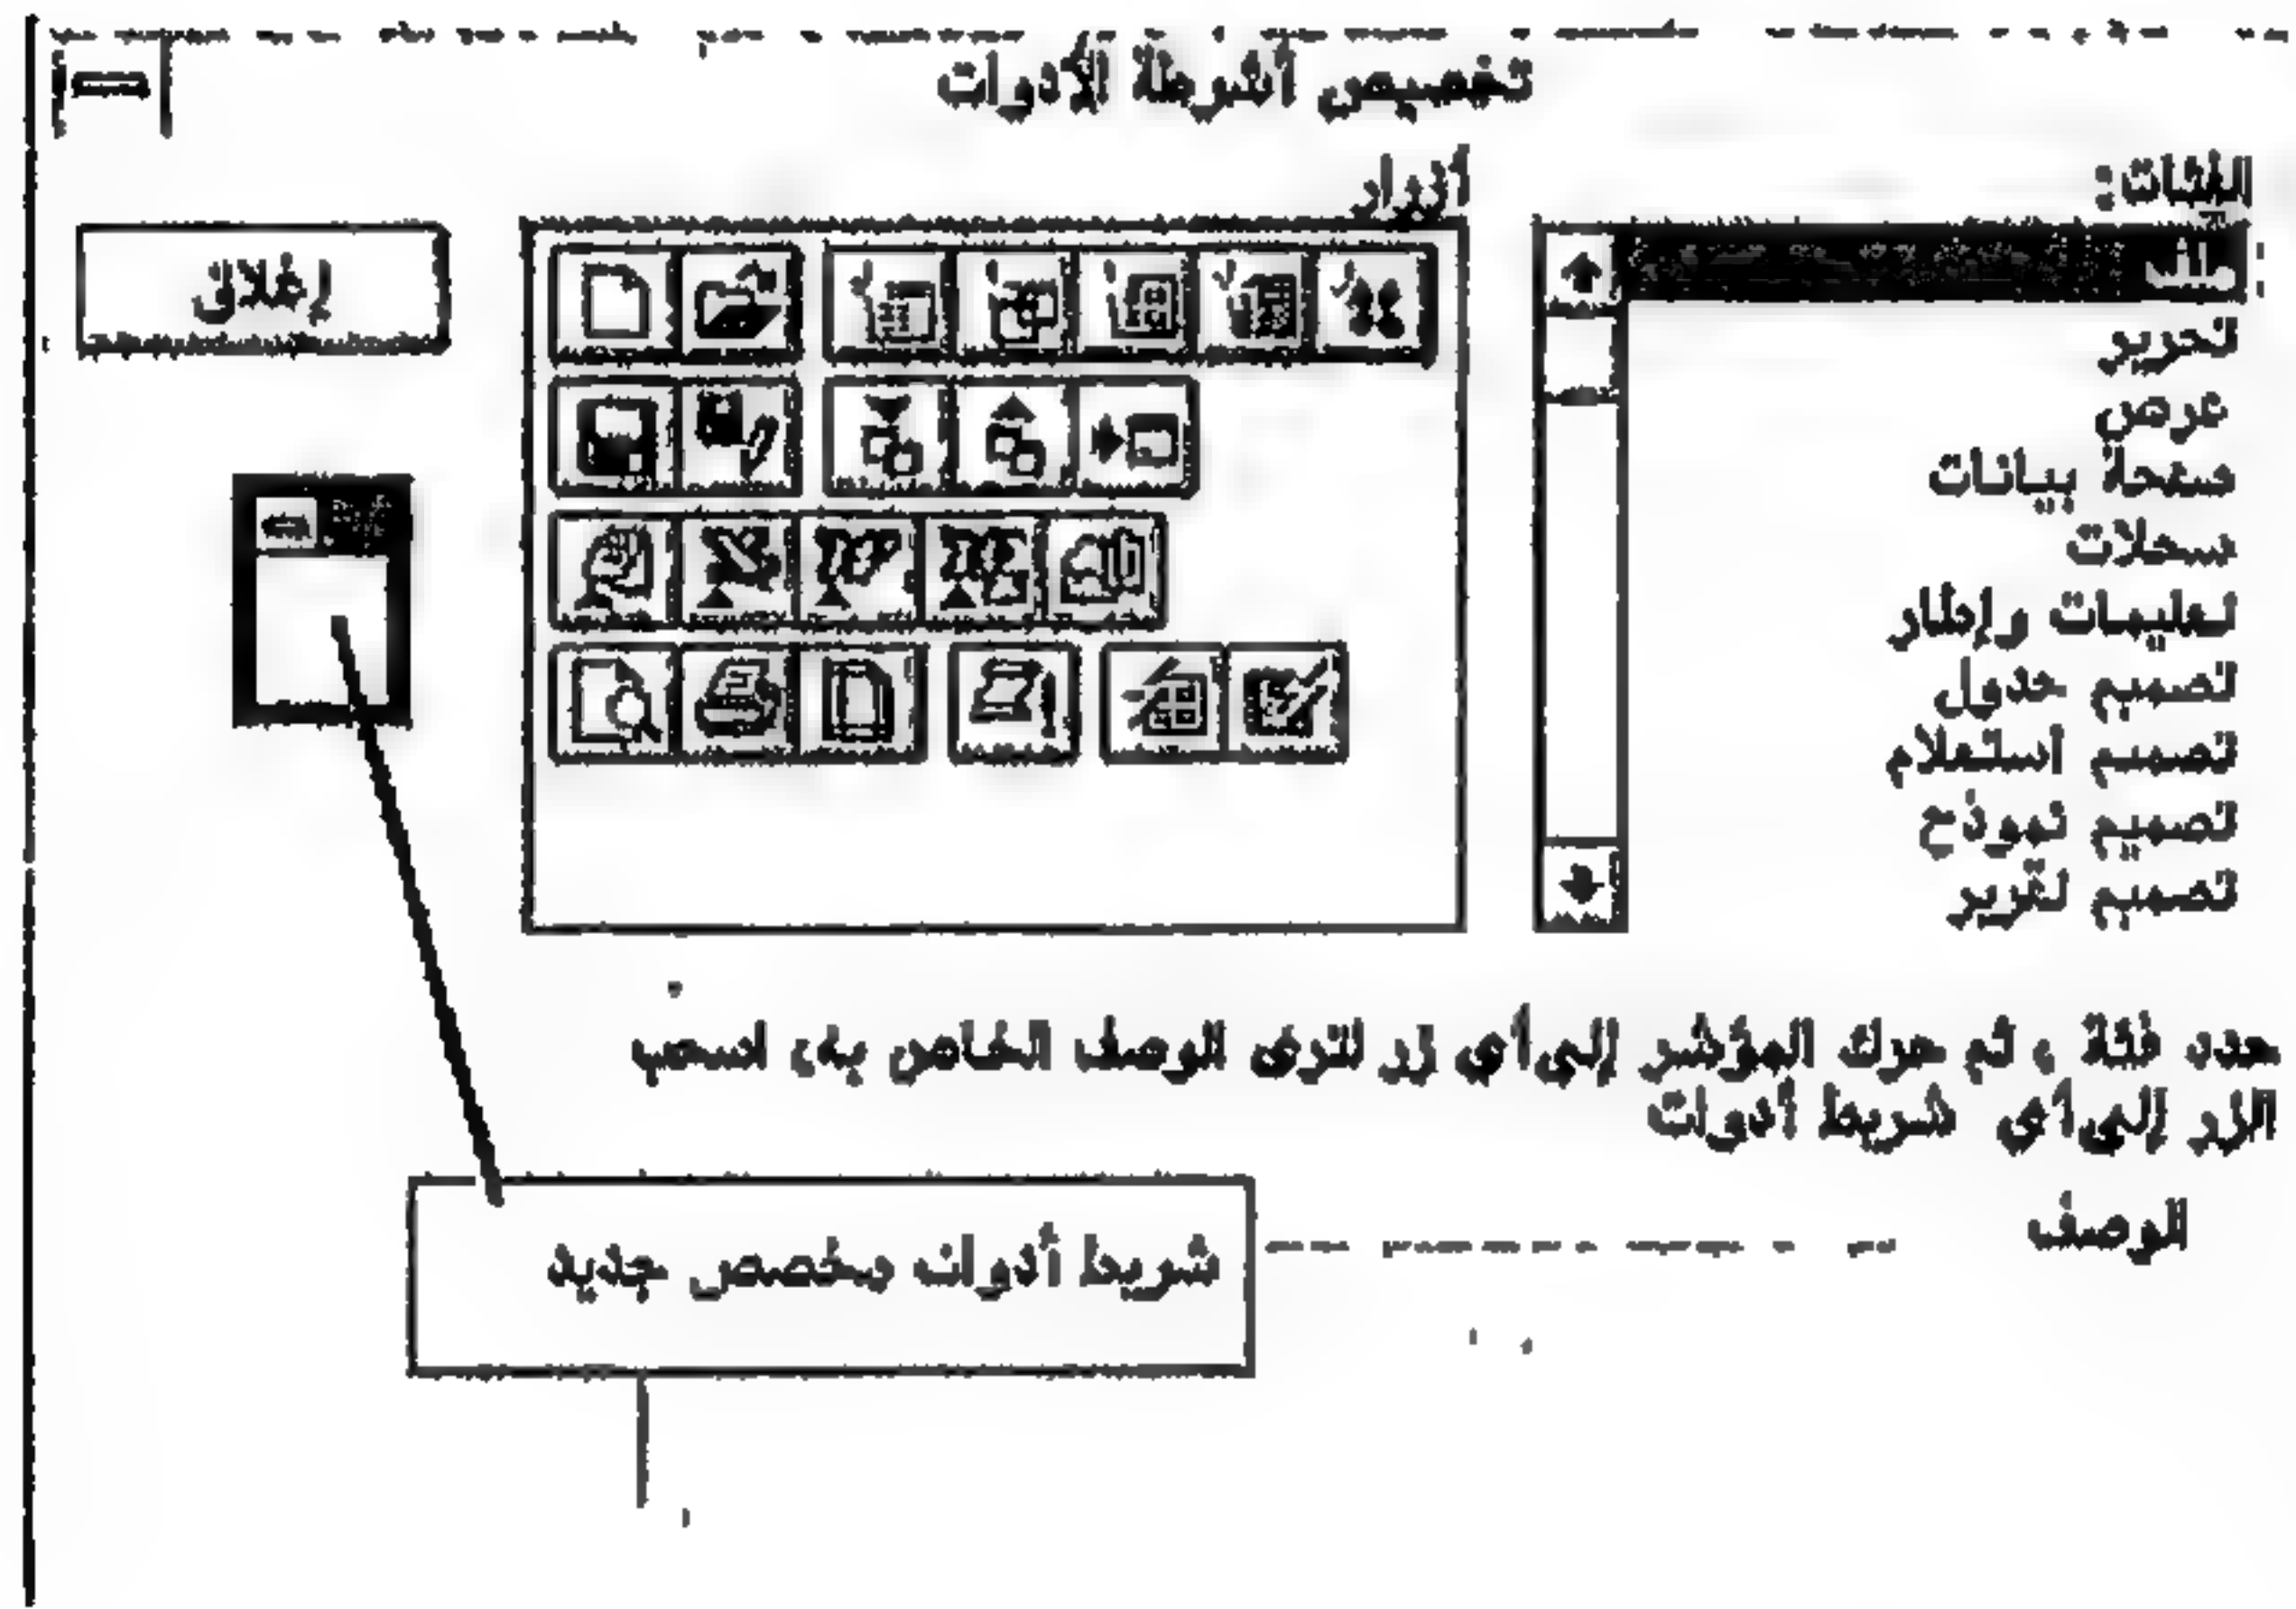 تخصيص أشرطة الأدوات
الفئات:
أزرار
إغلاق
ملف
تحرير
عرض
صفحة بيانات
سجلات
تعليمات وإطار
تصميم جدول
تصميم استعلام
تصميم نموذج
تصميم تقرير
حدد فئة ، ثم حرك المؤشر إلى أي زر لترى الوصف الخاص به، اسحب
الزر إلى أي شريط أدوات
الوصف
شريط أدوات مخصص جديد